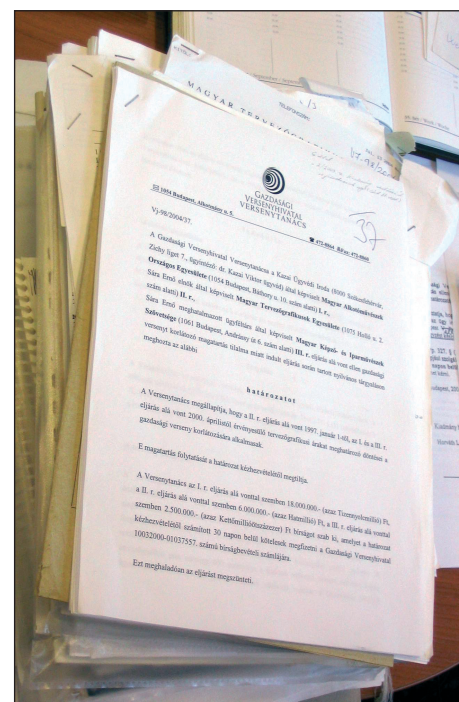 MAGYAR
TELEFONSZÁM:
GAZDASÁGI
VERSENYHIVATAL
VERSENYTANÁCS
1054 Budapest, Alkotmány u. 5.
472-8864
Vj-98/2004/37.
37
A Gazdasági Versenyhivatal Versenytanácsa a Kazai Ügyvédi Iroda (8000 Székesfehérvár,
Zichy liget 7., ügyintéző: dr. Kazai Viktor ügyvéd) által képviselt Magyar Alkotóművészek
Országos Egyesülete (1054 Budapest, Báthory u. 10. szám alatti) I. r.,
Sára Ernő elnök által képviselt Magyar Tervezőgrafikusok Egyesülete (1075 u. 2.
szám alatti) II. r.,
Sára Ernő meghatalmazott ügyfélárs által képviselt Magyar Képző- és Iparművészek
Szövetsége (1061 Budapest, Andrássy út 6. szám alatti) III. r. eljárás alá vont ellen gazdasági
versenyt korlátozó magatartás tilalma miatt indult eljárás során tartott nyilvános tárgyaláson
meghozta az alábbi
határozatot
A Versenytanács megállapítja, hogy a II. r. eljárás alá vont 1997. január 1-től, az I. és a III. r.
eljárás alá vont 2000. áprilistól érvényesülő tervezőgrafikusi árakat meghatározó döntései a
gazdasági verseny korlátozására alkalmasak.
E magatartás folytatását a határozat kézhezvételétől megtiltja.
A Versenytanács az I. r. eljárás alá vonttal szemben 18.000.000.- (azaz Tizennyolcmillió) Ft,
a II. r. eljárás alá vonttal szemben 6.000.000.- (azaz Hatmillió) Ft, a III. r. eljárás alá vonttal
szemben 2.500.000.- (azaz Kettőmillióötszázezer) Ft bírságot szab ki, amelyet a határozat
kézhezvételétől számított 30 napon belül kötelesek megfizetni a Gazdasági Versenyhivatal
10032000-01037557. számú bírságbevételi számlájára.
Ezt meghaladóan az eljárást megszünteti.